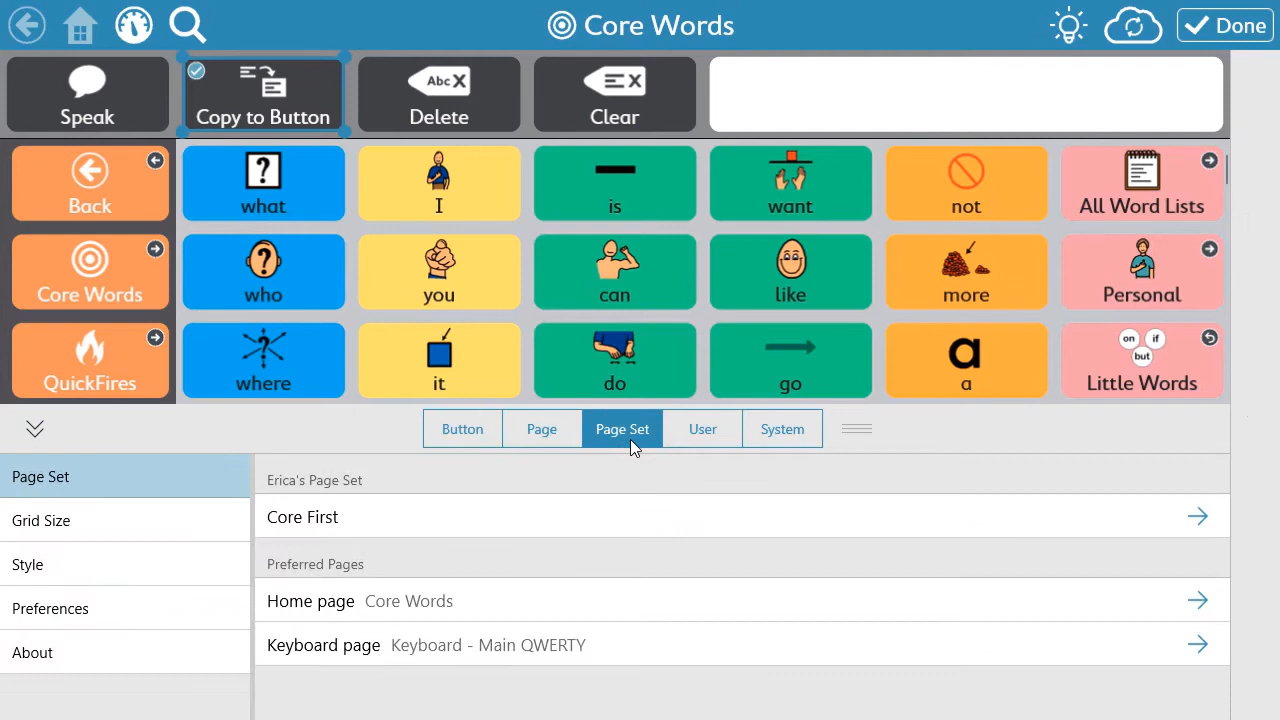 Core Words
Done
Speak
Copy to Button
Abc X
Delete
Clear
Back
what
I
is
want
not
All Word Lists
Core Words
who
you
can
like
more
Personal
QuickFires
where
it
do
go
a
a
on if
but
Little Words
Button
Page
Page Set
User
System
Page Set
Erica's Page Set
Grid Size
Core First
Style
Preferred Pages
Preferences
Home page Core Words
About
Keyboard page Keyboard - Main QWERTY